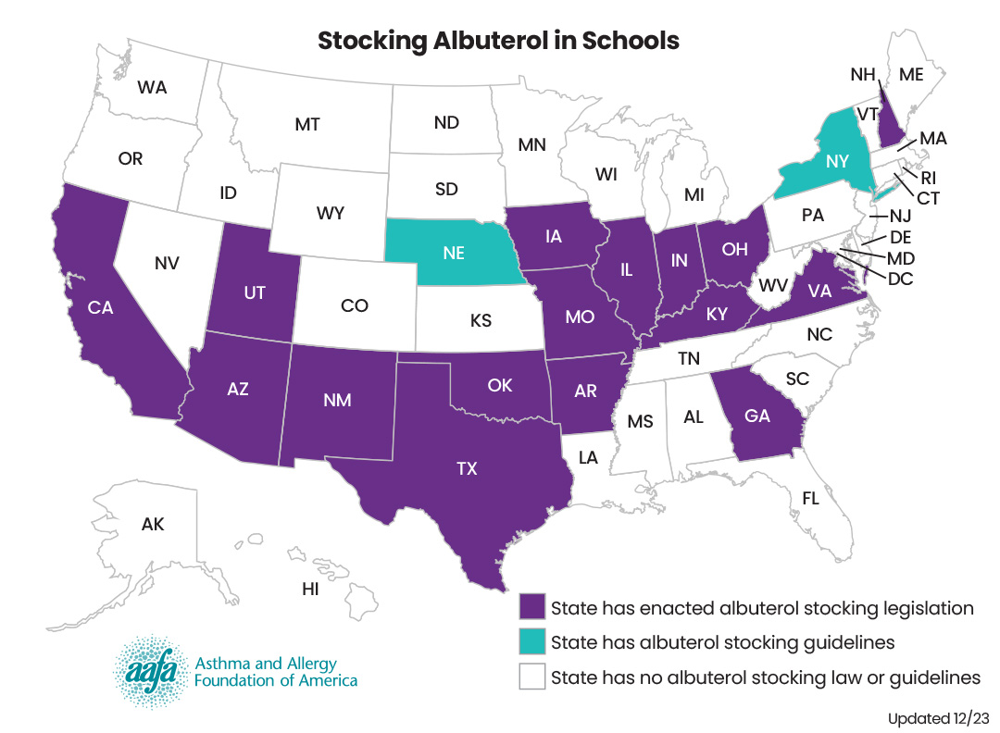 Stocking Albuterol in Schools
WA
MT
ND
MN
NH
ME
VT
OR
ID
SD
WI
MI
NY
MA
RI
CT
WY
PA
NJ
NV
NE
IA
DE
MD
DC
UT
CO
IL
IN
OH
WV
VA
CA
KS
MO
KY
NC
AZ
NM
OK
AR
TN
SC
TX
LA
MS
AL
GA
FL
AK
HI
State has enacted albuterol stocking legislation
State has albuterol stocking guidelines
State has no albuterol stocking law or guidelines
aafa
Asthma and Allergy
Foundation of America
Updated 12/23